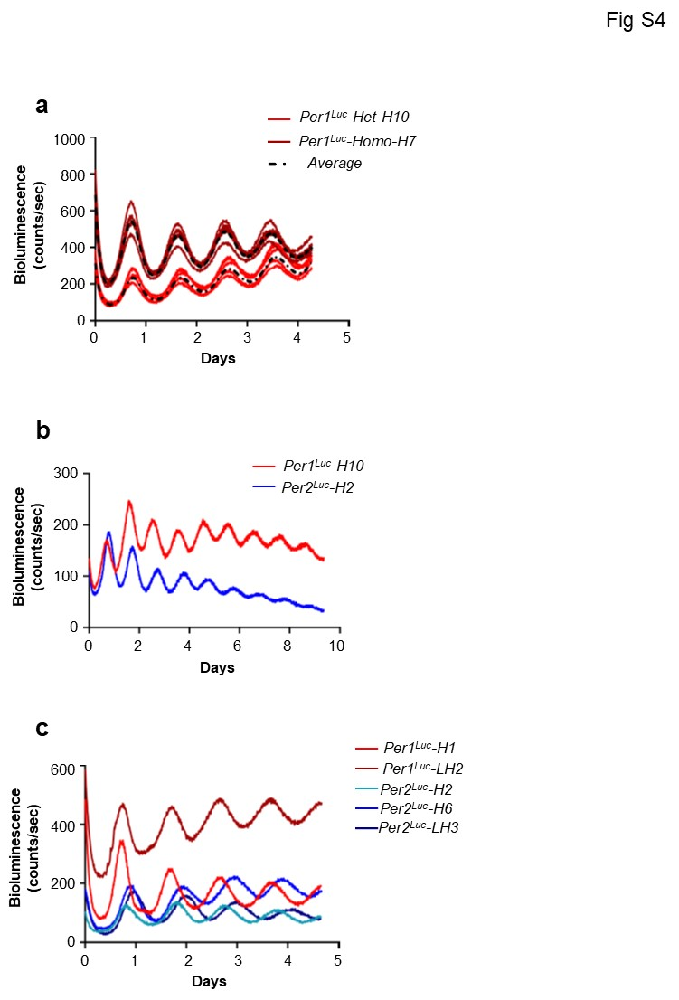 Fig S4
a
Per1Luc-Het-H10
Per1Luc-Homo-H7
Average
Bioluminescence
(counts/sec)
1000
800
600
400
200
0
0 1 2 3 4 5
Days
b
Per1Luc-H10
Per2Luc-H2
Bioluminescence
(counts/sec)
300
200
100
0
0 2 4 6 8 10
Days
c
Per1Luc-H1
Per1Luc-LH2
Per2Luc-H2
Per2Luc-H6
Per2Luc-LH3
Bioluminescence
(counts/sec)
600
400
200
0
0 1 2 3 4 5
Days